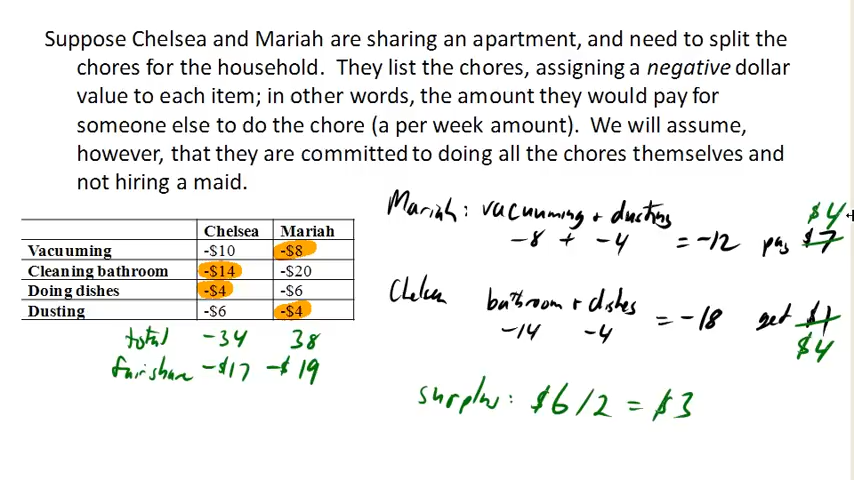 Suppose Chelsea and Mariah are sharing an apartment, and need to split the
chores for the household. They list the chores, assigning a negative dollar
value to each item; in other words, the amount they would pay for
someone else to do the chore (a per week amount). We will assume,
however, that they are committed to doing all the chores themselves and
not hiring a maid.
Chelsea Mariah
Vacuuming -$10 -$8
Cleaning bathroom -$14 -$20
Doing dishes -$4 -$6
Dusting -$6 -$4
total -34 38
fair share -$17 -$19
Mariah: vacuuming + dusting $4
-8 + -4 = -12 pay $7
Chelsea bathroom + dishes
-14 -4 = -18 get $1
$4
surplus: $6/2 = $3